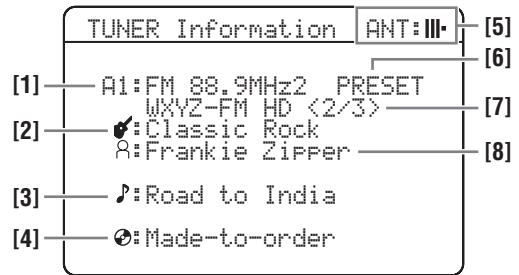 TUNER Information ANT: [5]
[6]
[1] A1:FM 88.9MHz2 PRESET
WXYZ-FM HD <2/3> [7]
[2] :Classic Rock
:Frankie Zipper [8]
[3] :Road to India
[4] :Made-to-order